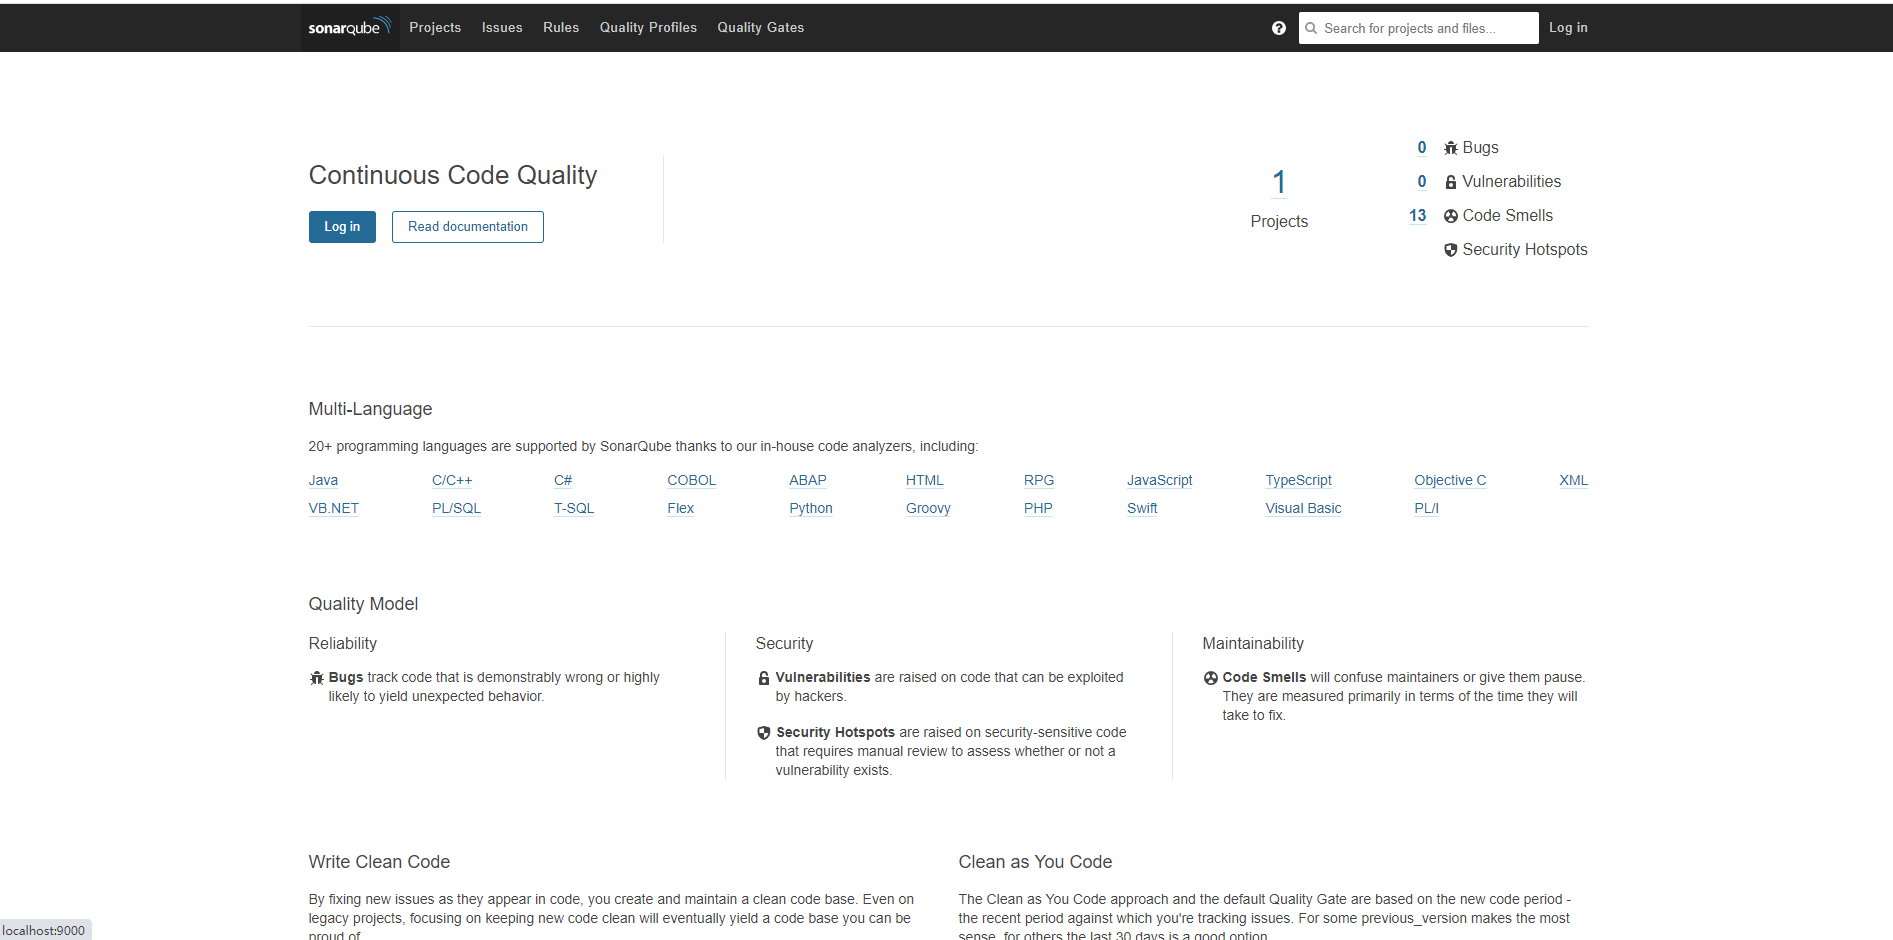 sonarqube Projects Issues Rules Quality Profiles Quality Gates ? Search for projects and files... Log in
Continuous Code Quality
Log in Read documentation
1
Projects
0 Bugs
0 Vulnerabilities
13 Code Smells
Security Hotspots
Multi-Language
20+ programming languages are supported by SonarQube thanks to our in-house code analyzers, including:
Java C/C++ C# COBOL ABAP HTML RPG JavaScript TypeScript Objective C XML
VB.NET PL/SQL T-SQL Flex Python Groovy PHP Swift Visual Basic PL/I
Quality Model
Reliability
Bugs track code that is demonstrably wrong or highly
likely to yield unexpected behavior.
Security
Vulnerabilities are raised on code that can be exploited
by hackers.
Security Hotspots are raised on security-sensitive code
that requires manual review to assess whether or not a
vulnerability exists.
Maintainability
Code Smells will confuse maintainers or give them pause.
They are measured primarily in terms of the time they will
take to fix.
Write Clean Code
By fixing new issues as they appear in code, you create and maintain a clean code base. Even on
legacy projects, focusing on keeping new code clean will eventually yield a code base you can be
proud of.
Clean as You Code
The Clean as You Code approach and the default Quality Gate are based on the new code period -
the recent period against which you're tracking issues. For some previous_version makes the most
sense, for others the last 30 days is a good option.
localhost:9000